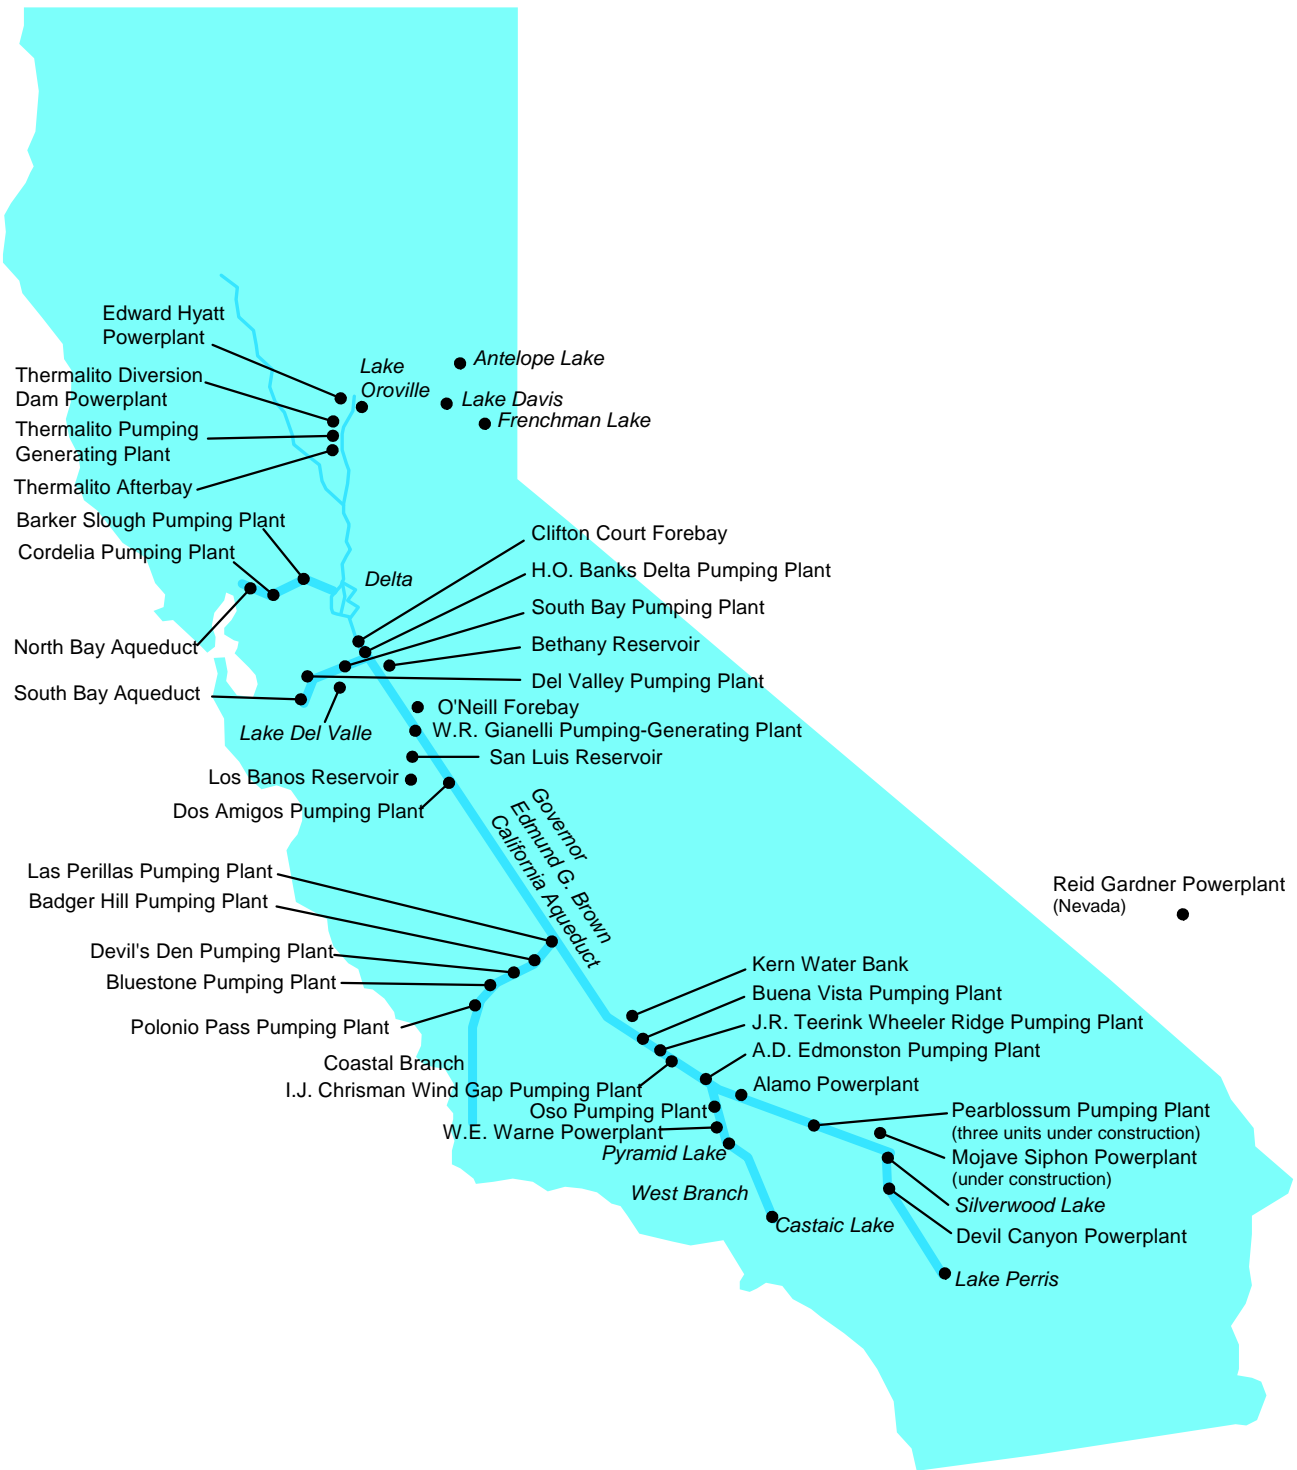 Edward Hyatt
Powerplant
Lake
Oroville
Antelope Lake
Thermalito Diversion
Dam Powerplant
Lake Davis
Frenchman Lake
Thermalito Pumping
Generating Plant
Thermalito Afterbay
Barker Slough Pumping Plant
Cordelia Pumping Plant
Clifton Court Forebay
H.O. Banks Delta Pumping Plant
Delta
South Bay Pumping Plant
North Bay Aqueduct
Bethany Reservoir
Del Valley Pumping Plant
South Bay Aqueduct
O'Neill Forebay
Lake Del Valle
W.R. Gianelli Pumping-Generating Plant
San Luis Reservoir
Los Banos Reservoir
Dos Amigos Pumping Plant
Governor
Edmund G. Brown
California Aqueduct
Las Perillas Pumping Plant
Badger Hill Pumping Plant
Reid Gardner Powerplant
(Nevada)
Devil's Den Pumping Plant
Bluestone Pumping Plant
Polonio Pass Pumping Plant
Kern Water Bank
Buena Vista Pumping Plant
J.R. Teerink Wheeler Ridge Pumping Plant
A.D. Edmonston Pumping Plant
Coastal Branch
I.J. Chrisman Wind Gap Pumping Plant
Alamo Powerplant
Oso Pumping Plant
W.E. Warne Powerplant
Pyramid Lake
Pearblossum Pumping Plant
(three units under construction)
Mojave Siphon Powerplant
(under construction)
West Branch
Silverwood Lake
Castaic Lake
Devil Canyon Powerplant
Lake Perris